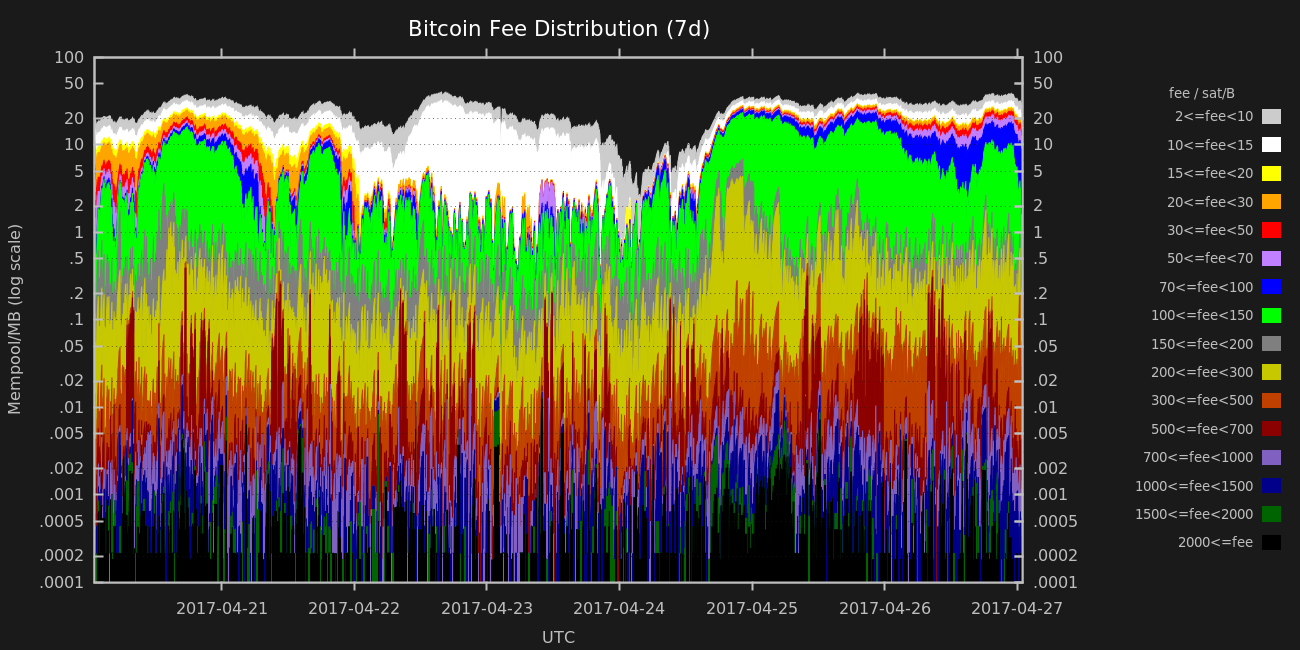 Bitcoin Fee Distribution (7d)
100
50
20
10
5
2
1
.5
.2
.1
.05
.02
.01
.005
.002
.001
.0005
.0002
.0001
Mempool/MB (log scale)
100
50
20
10
5
2
1
.5
.2
.1
.05
.02
.01
.005
.002
.001
.0005
.0002
.0001
2017-04-21
2017-04-22
2017-04-23
2017-04-24
2017-04-25
2017-04-26
2017-04-27
UTC
fee / sat/B
2<=fee<10
10<=fee<15
15<=fee<20
20<=fee<30
30<=fee<50
50<=fee<70
70<=fee<100
100<=fee<150
150<=fee<200
200<=fee<300
300<=fee<500
500<=fee<700
700<=fee<1000
1000<=fee<1500
1500<=fee<2000
2000<=fee